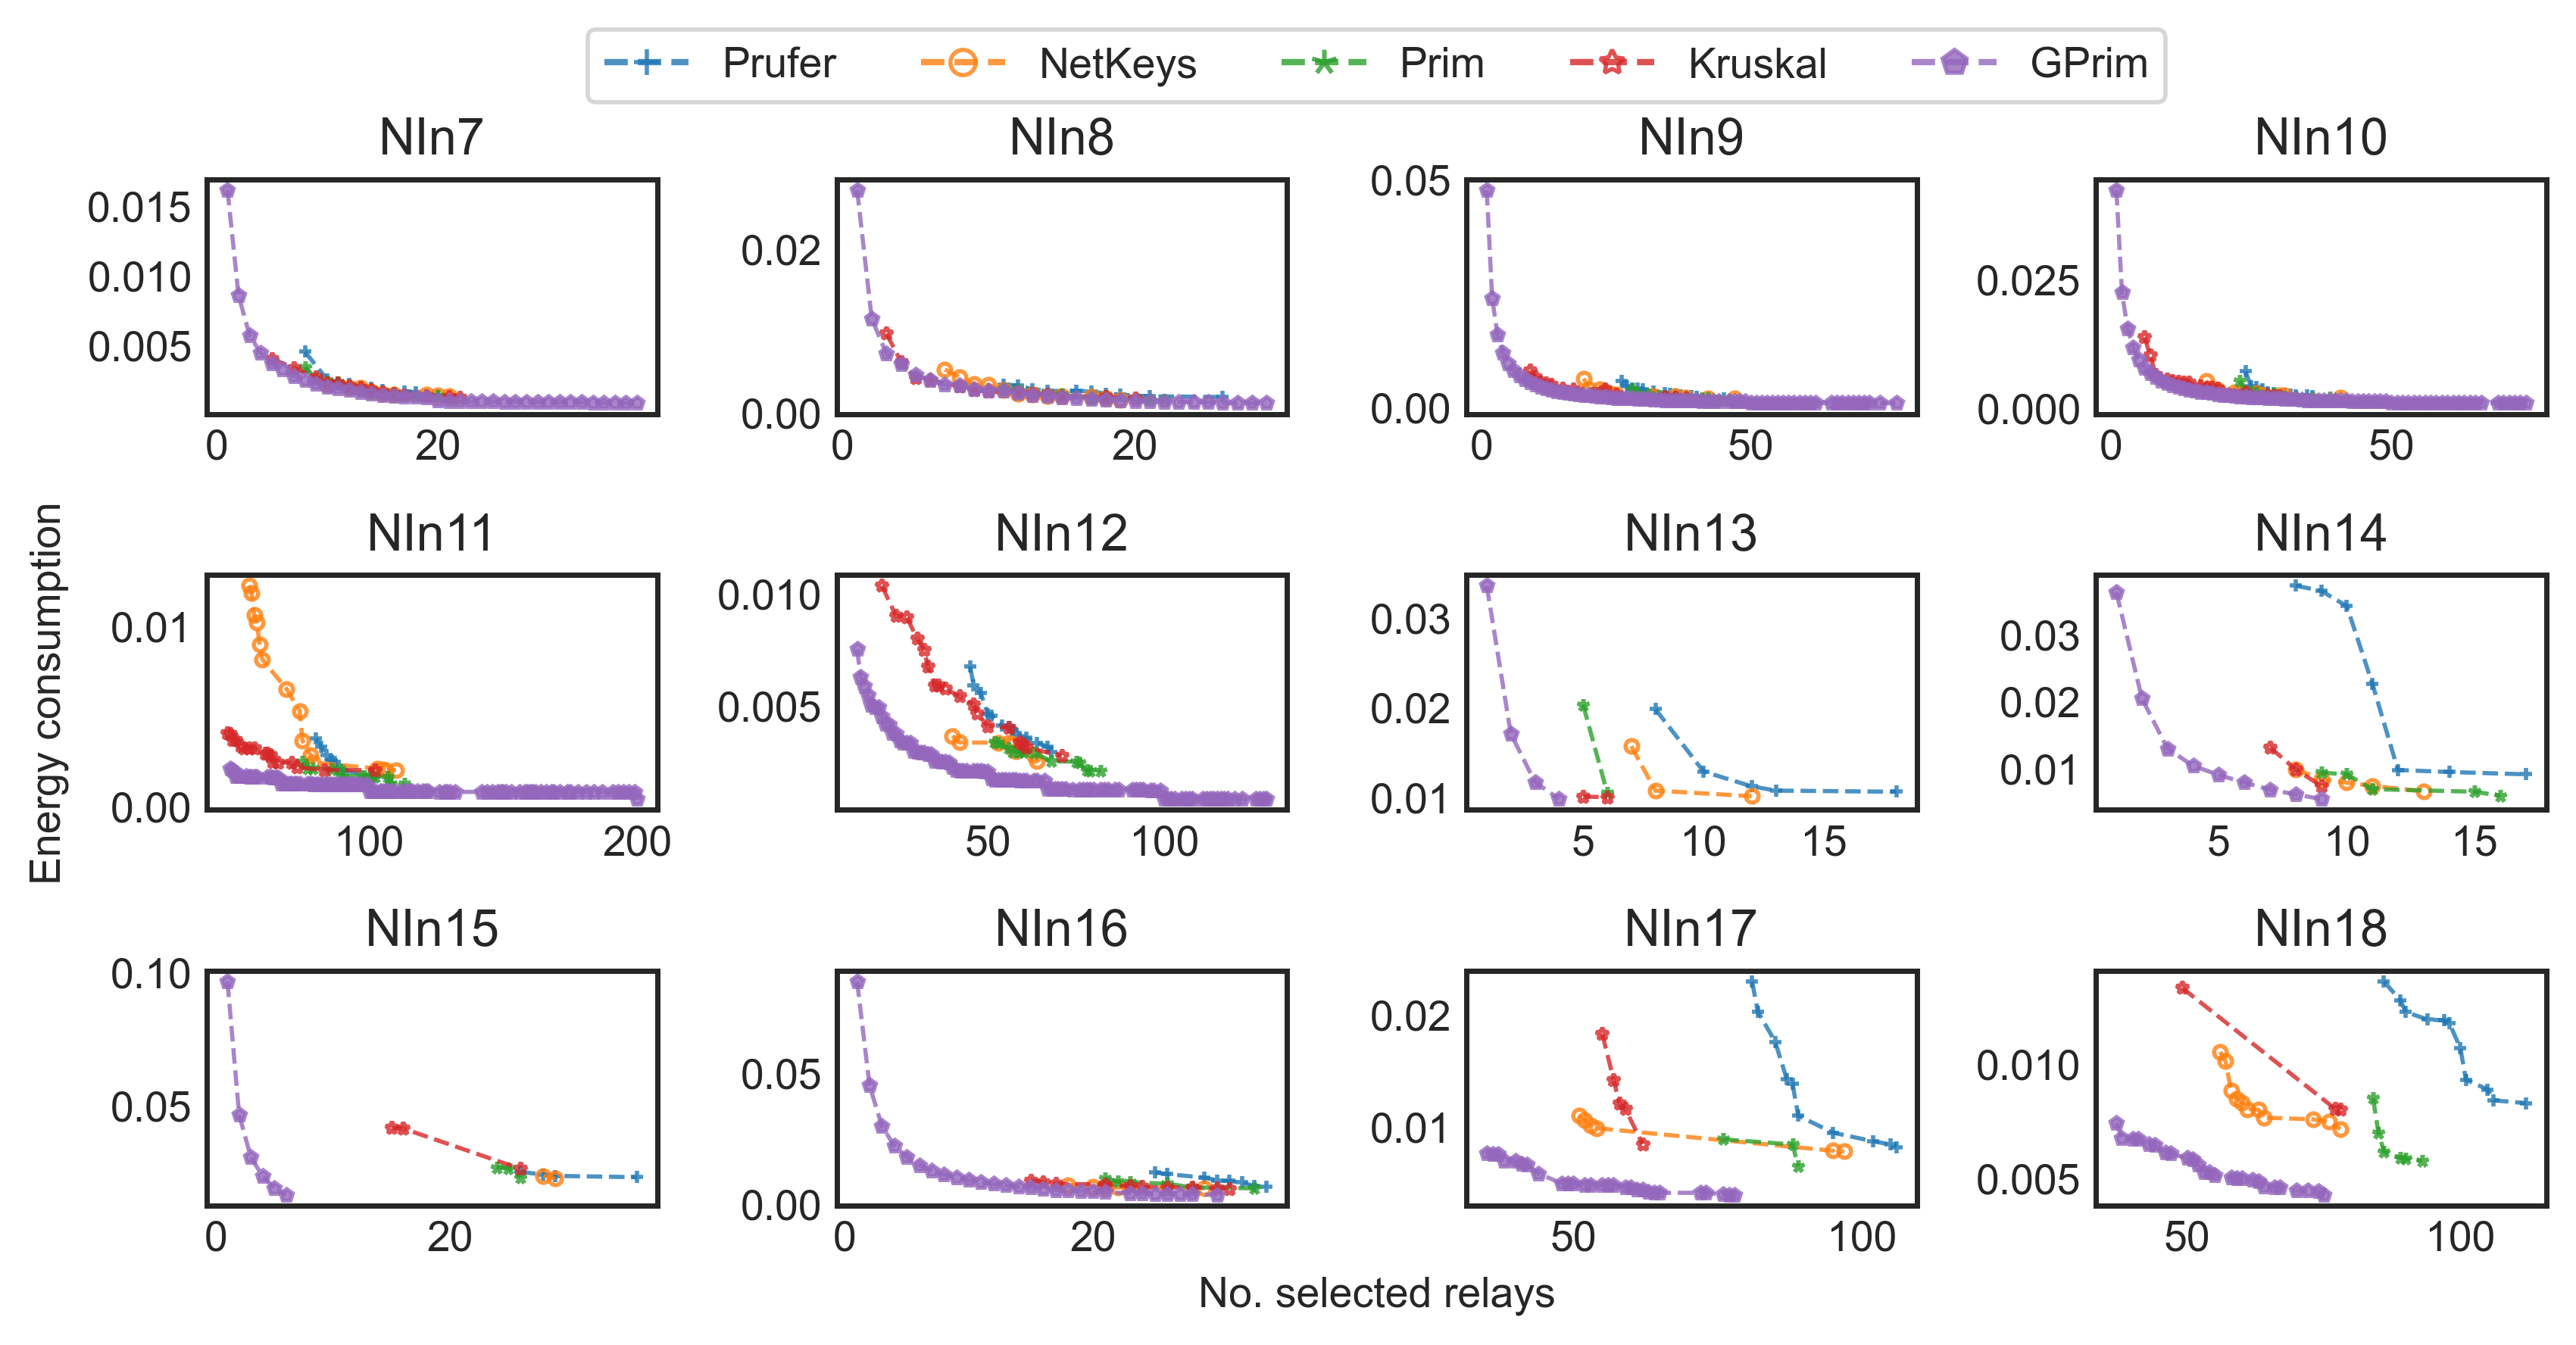 Prufer NetKeys Prim Kruskal GPrim
NIn7 NIn8 NIn9 NIn10
0.015 0.010 0.005 0 20
0.02 0.00 0 20
0.05 0.00 0 50
0.025 0.000 0 50
Energy consumption
NIn11 NIn12 NIn13 NIn14
0.01 0.00 100 200
0.010 0.005 50 100
0.03 0.02 0.01 5 10 15
0.03 0.02 0.01 5 10 15
NIn15 NIn16 NIn17 NIn18
0.10 0.05 0 20
0.05 0.00 0 20
0.02 0.01 50 100
0.010 0.005 50 100
No. selected relays